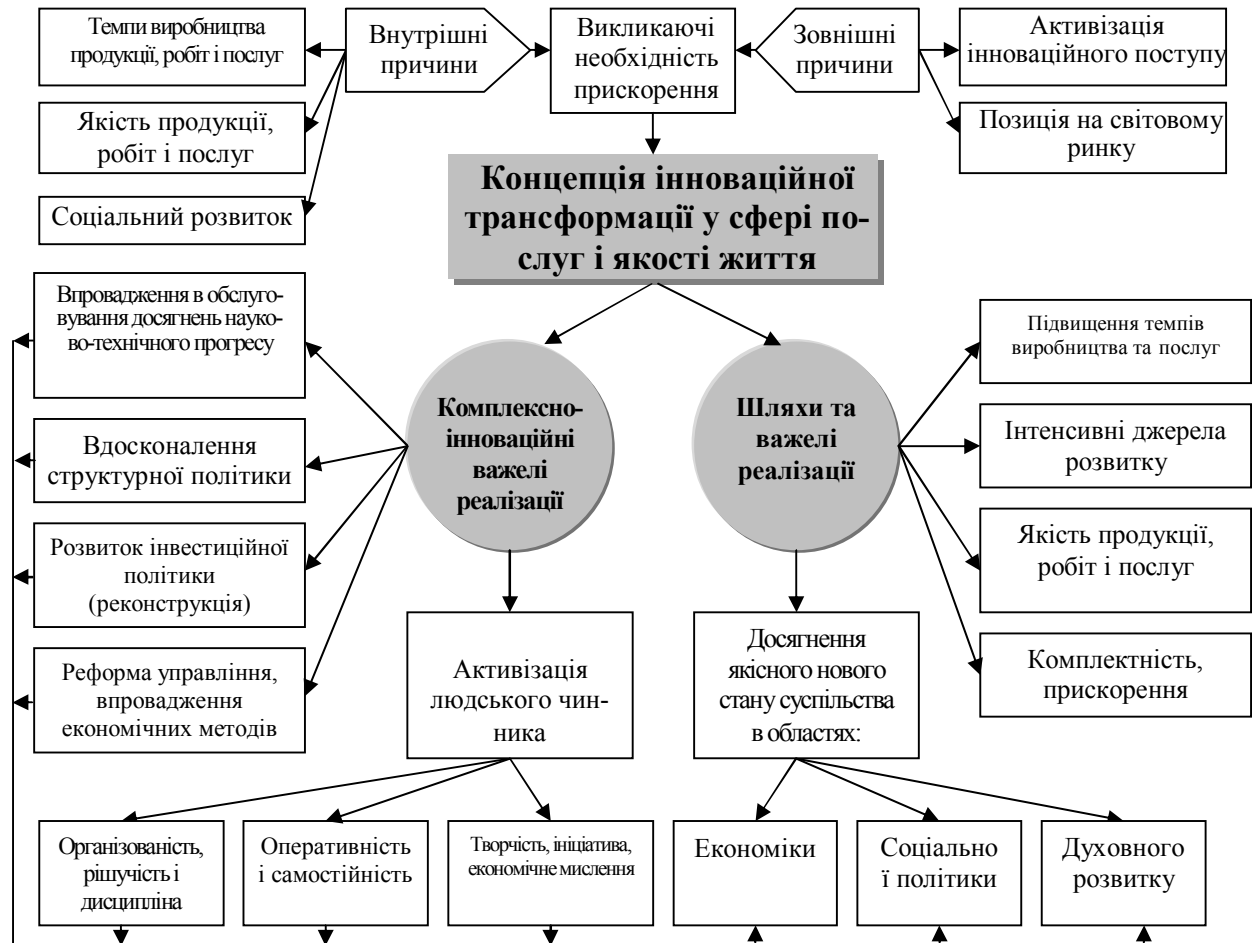 Темпи виробництва
продукції, робіт і послуг
Внутрішні
причини
Викликаючі
необхідність
прискорення
Зовнішні
причини
Активізація
інноваційного поступу
Якість продукції,
робіт і послуг
Позиція на світовому
ринку
Соціальний розвиток
Концепція інноваційної
трансформації у сфері по-
слуг і якості життя
Впровадження в обслуго-
вування досягнень науко-
во-технічного прогресу
Вдосконалення
структурної політики
Розвиток інвестиційної
політики
(реконструкція)
Реформа управління,
впровадження
економічних методів
Комплексно-
інноваційні
важелі
реалізації
Шляхи та
важелі
реалізації
Підвищення темпів
виробництва та послуг
Інтенсивні джерела
розвитку
Якість продукції,
робіт і послуг
Комплектність,
прискорення
Активізація
людського чин-
ника
Досягнення
якісного нового
стану суспільства
в областях:
Організованість,
рішучість і
дисципліна
Оперативність
і самостійність
Творчість, ініціатива,
економічне мислення
Економіки
Соціально
ї політики
Духовного
розвитку